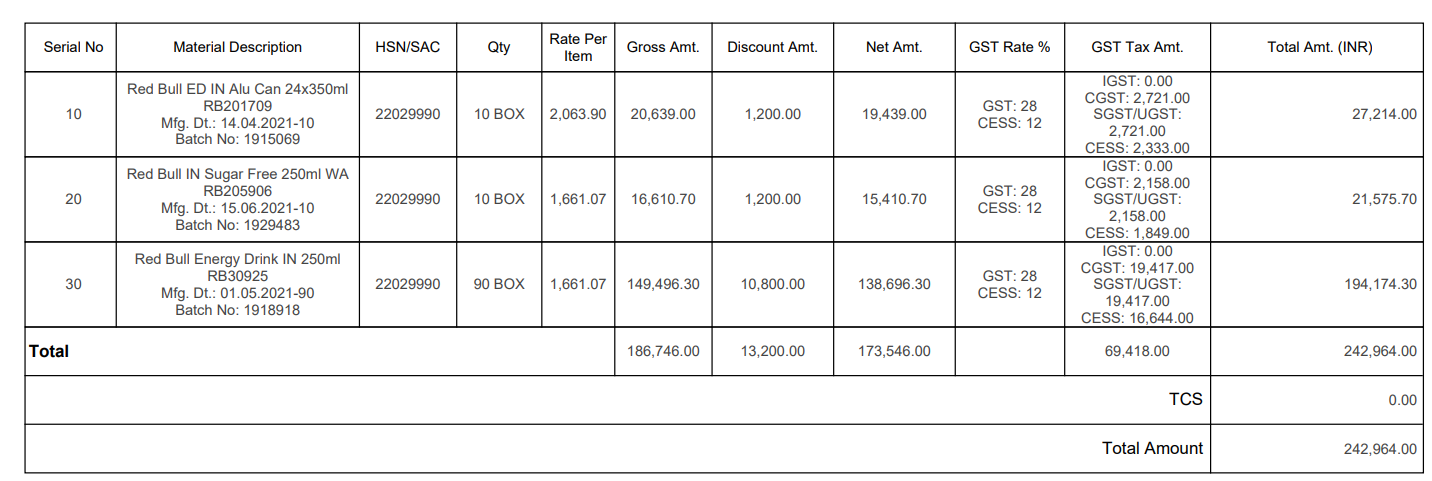 Serial No Material Description HSN/SAC Qty Rate Per Item Gross Amt. Discount Amt. Net Amt. GST Rate % GST Tax Amt. Total Amt. (INR)
Red Bull ED IN Alu Can 24x350ml
RB201709
Mfg. Dt.: 14.04.2021-10
Batch No: 1915069
10 22029990 10 BOX 2,063.90 20,639.00 1,200.00 19,439.00
GST: 28
CESS: 12
IGST: 0.00
CGST: 2,721.00
SGST/UGST:
2,721.00
CESS: 2,333.00
27,214.00
Red Bull IN Sugar Free 250ml WA
RB205906
Mfg. Dt.: 15.06.2021-10
Batch No: 1929483
20 22029990 10 BOX 1,661.07 16,610.70 1,200.00 15,410.70
GST: 28
CESS: 12
IGST: 0.00
CGST: 2,158.00
SGST/UGST:
2,158.00
CESS: 1,849.00
21,575.70
Red Bull Energy Drink IN 250ml
RB30925
Mfg. Dt.: 01.05.2021-90
Batch No: 1918918
30 22029990 90 BOX 1,661.07 149,496.30 10,800.00 138,696.30
GST: 28
CESS: 12
IGST: 0.00
CGST: 19,417.00
SGST/UGST:
19,417.00
CESS: 16,644.00
194,174.30
Total 186,746.00 13,200.00 173,546.00 69,418.00 242,964.00
TCS 0.00
Total Amount 242,964.00